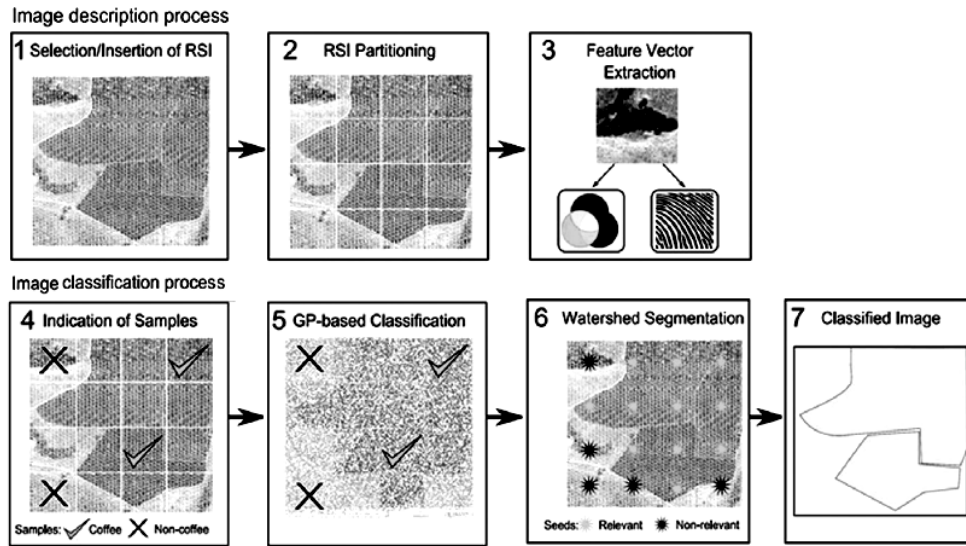 Image description process
1 Selection/Insertion of RSI
2 RSI Partitioning
3 Feature Vector
Extraction
Image classification process
4 Indication of Samples
Samples: Coffee Non-coffee
5 GP-based Classification
6 Watershed Segmentation
Seeds: Relevant Non-relevant
7 Classified Image